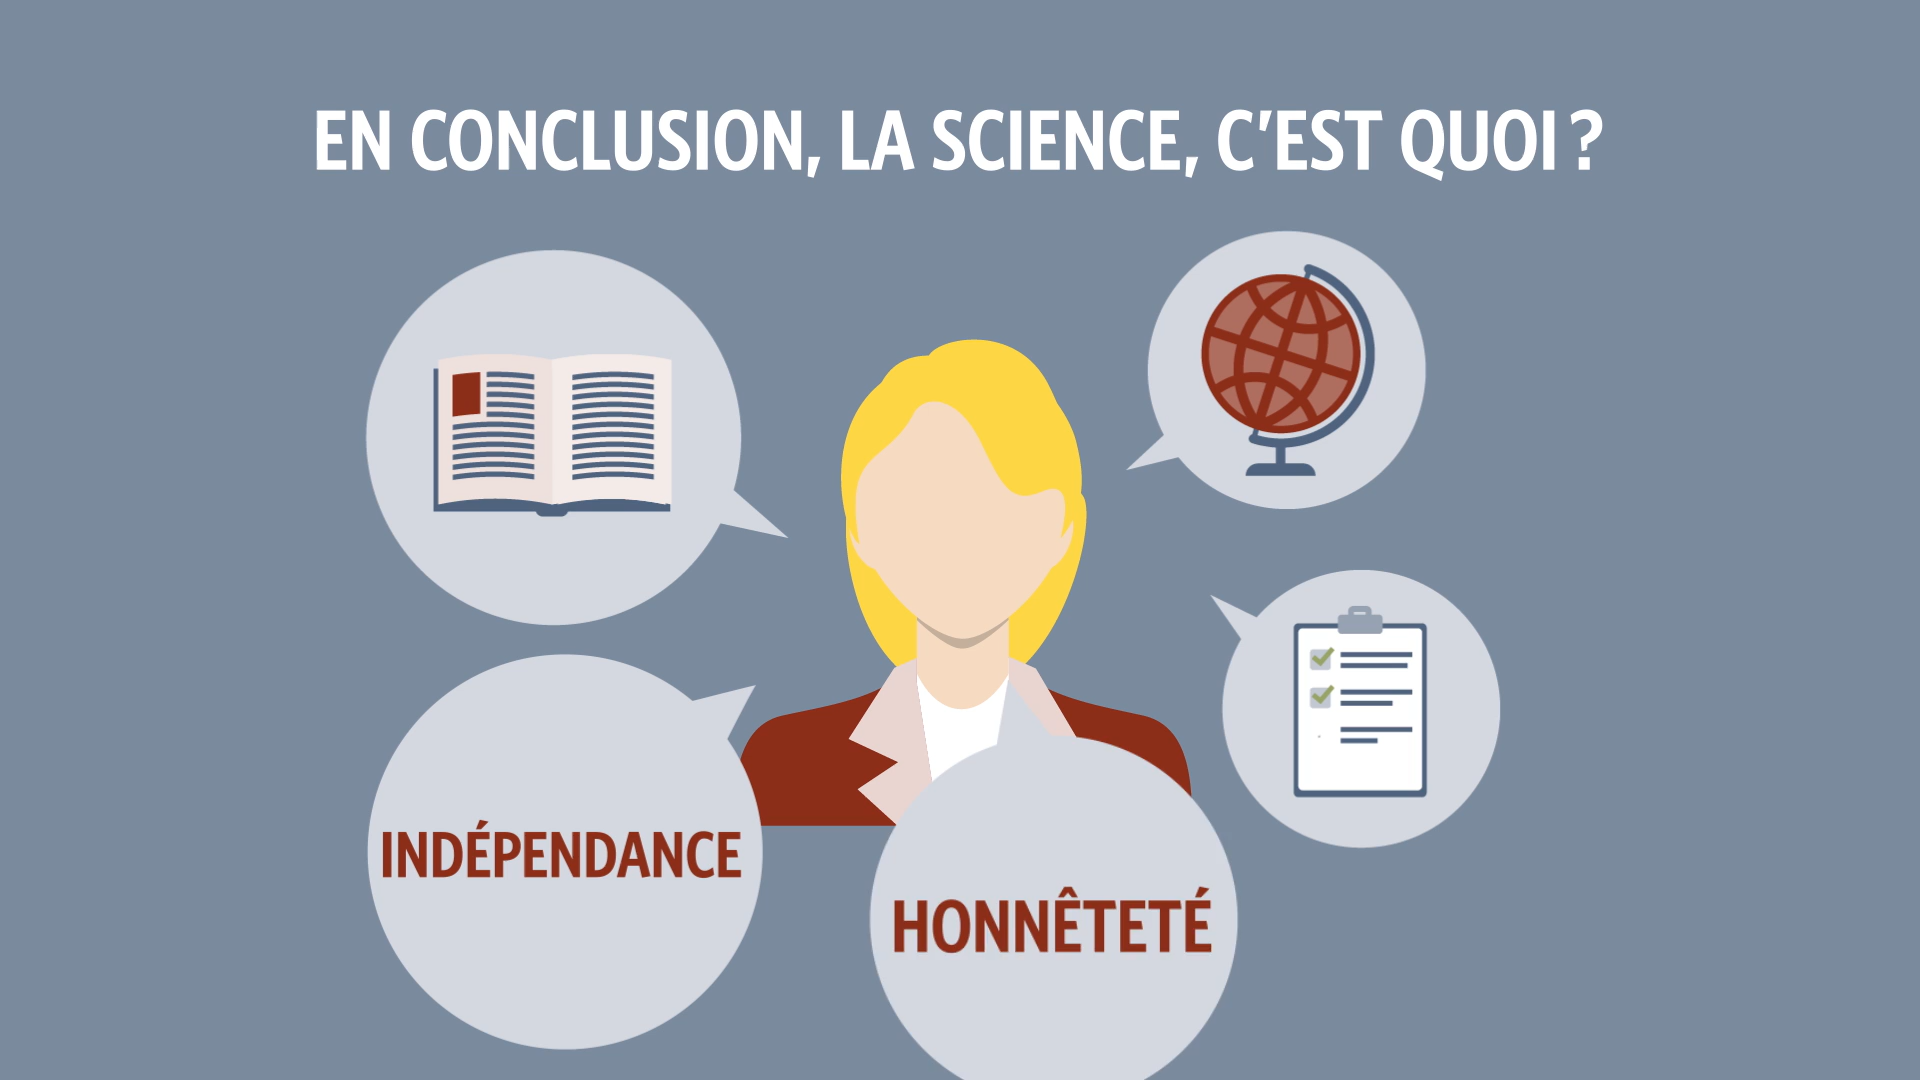 EN CONCLUSION, LA SCIENCE, C'EST QUOI ?
INDÉPENDANCE
HONNÊTETÉ